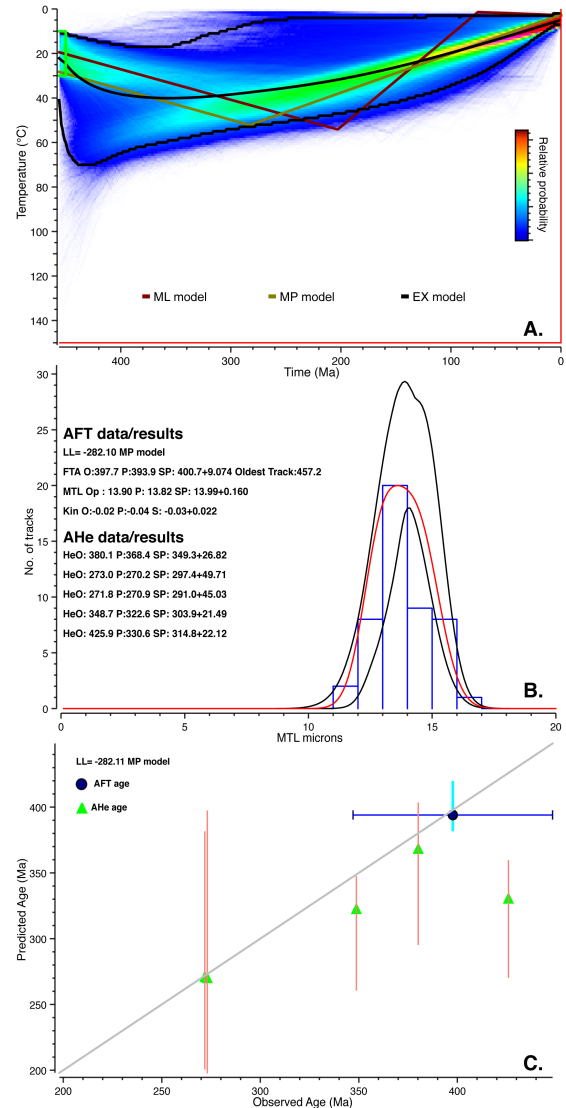 0
20
40
60
80
100
120
140
Temperature (°C)
Relative probability
ML model
MP model
EX model
A.
400
300
200
100
0
Time (Ma)
30
25
20
15
10
5
0
No. of tracks
AFT data/results
LL= -282.10 MP model
FTA O:397.7 P:393.9 SP: 400.7+9.074 Oldest Track:457.2
MTL Op : 13.90 P: 13.82 SP: 13.99+0.160
Kin O:-0.02 P:-0.04 S: -0.03+0.022
AHe data/results
HeO: 380.1 P:368.4 SP: 349.3+26.82
HeO: 273.0 P:270.2 SP: 297.4+49.71
HeO: 271.8 P:270.9 SP: 291.0+45.03
HeO: 348.7 P:322.6 SP: 303.9+21.49
HeO: 425.9 P:330.6 SP: 314.8+22.12
B.
0
5
10
15
20
MTL microns
LL= -282.11 MP model
AFT age
AHe age
400
350
300
250
200
Predicted Age (Ma)
C.
200
250
300
350
400
Observed Age (Ma)